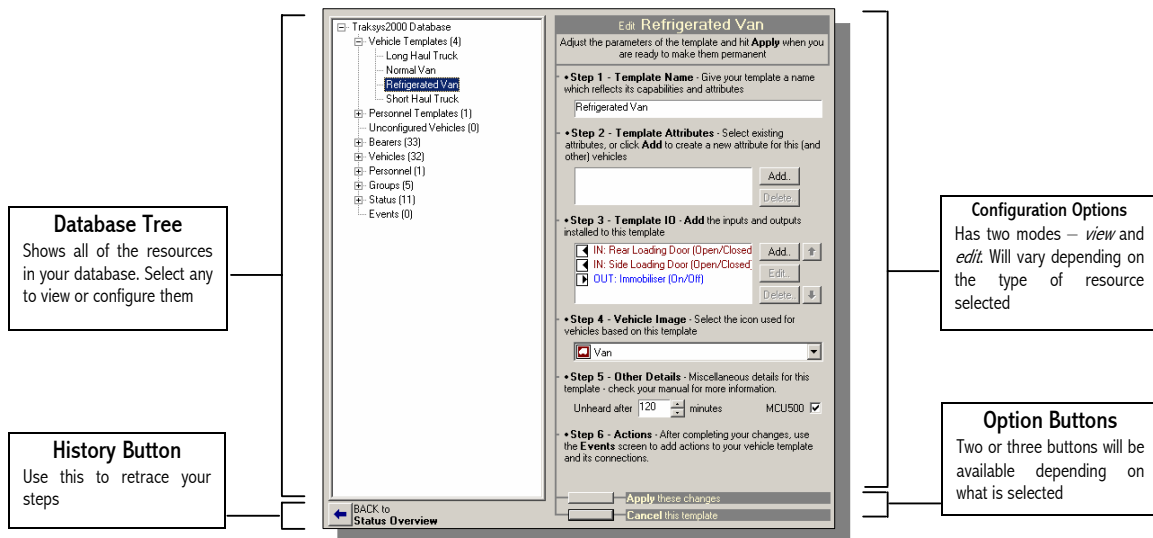 Database Tree
Shows all of the resources
in your database. Select any
to view or configure them
History Button
Use this to retrace your
steps
Traksys2000 Database
Vehicle Templates (4)
Long Haul Truck
Normal Van
Refrigerated Van
Short Haul Truck
Personnel Templates (1)
Unconfigured Vehicles (0)
Bearers (33)
Vehicles (32)
Personnel (1)
Groups (5)
Status (11)
Events (0)
BACK to
Status Overview
Edit Refrigerated Van
Adjust the parameters of the template and hit Apply when you
are ready to make them permanent
• Step 1 - Template Name - Give your template a name
which reflects its capabilities and attributes
Refrigerated Van
• Step 2 - Template Attributes - Select existing
attributes, or click Add to create a new attribute for this (and
other) vehicles
Add..
Delete..
• Step 3 - Template IO - Add the inputs and outputs
installed to this template
IN: Rear Loading Door (Open/Closed
IN: Side Loading Door (Open/Closed)
OUT: Immobiliser (On/Off)
Add..
Edit..
Delete..
• Step 4 - Vehicle Image - Select the icon used for
vehicles based on this template
Van
• Step 5 - Other Details - Miscellaneous details for this
template - check your manual for more information.
Unheard after 120 minutes MCU500
• Step 6 - Actions - After completing your changes, use
the Events screen to add actions to your vehicle template
and its connections.
Apply these changes
Cancel this template
Configuration Options
Has two modes – view and
edit. Will vary depending on
the type of resource
selected
Option Buttons
Two or three buttons will be
available depending on
what is selected